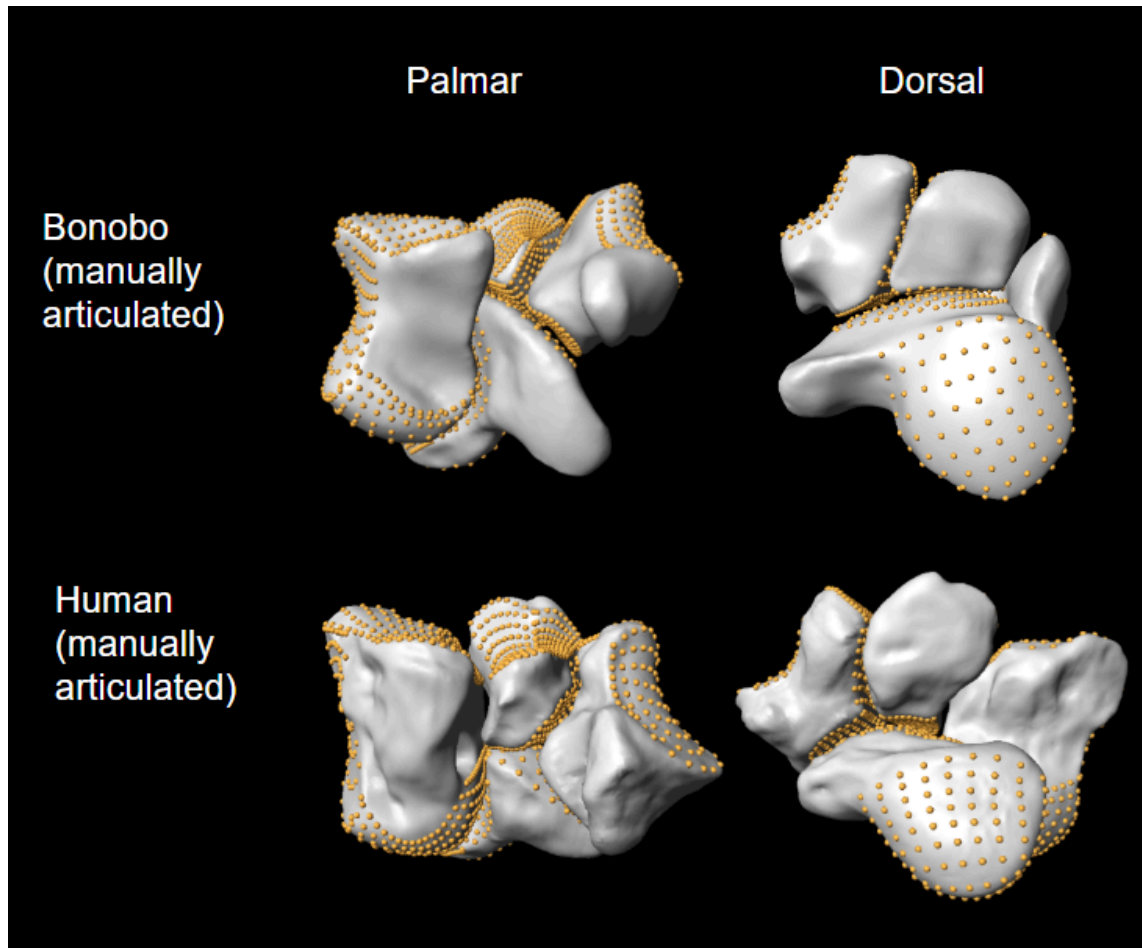 Palmar
Dorsal
Bonobo
(manually
articulated)
Human
(manually
articulated)